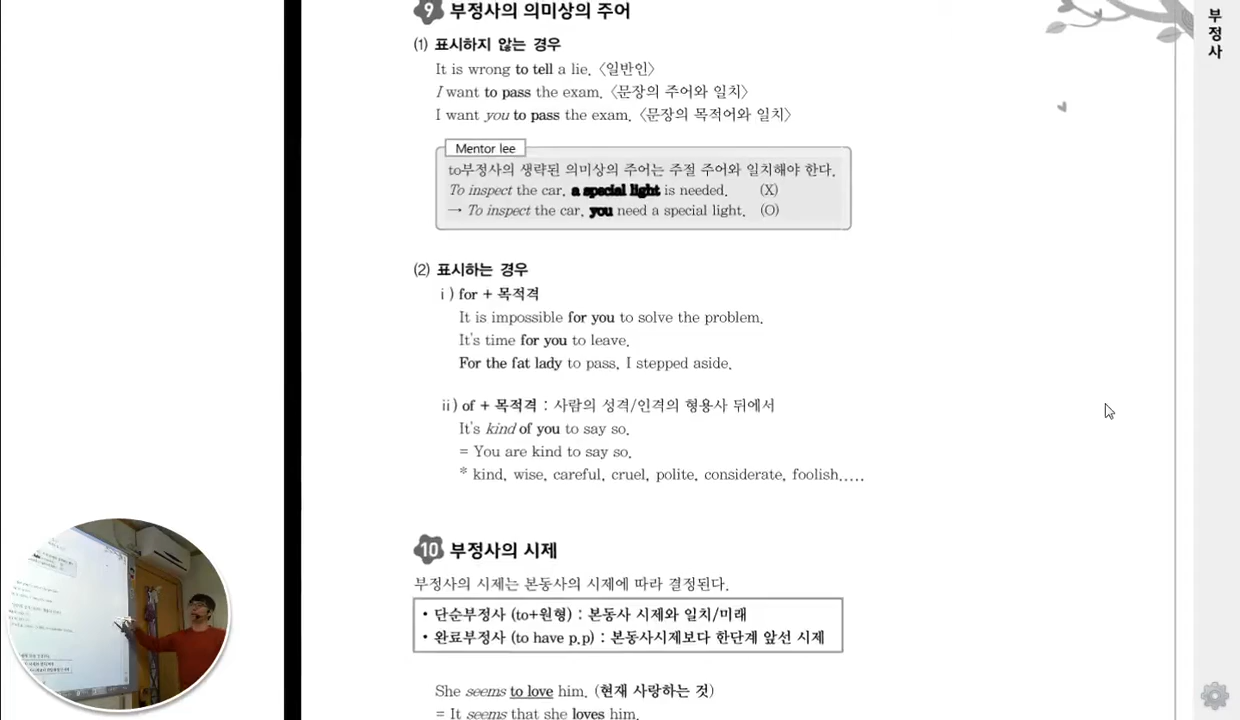 9 부정사의 의미상의 주어
부정사
(1) 표시하지 않는 경우
It is wrong to tell a lie. 〈일반인〉
I want to pass the exam. 〈문장의 주어와 일치〉
I want you to pass the exam. 〈문장의 목적어와 일치〉
Mentor lee
to부정사의 생략된 의미상의 주어는 주절 주어와 일치해야 한다.
To inspect the car, a special light is needed. (X)
→ To inspect the car, you need a special light. (O)
(2) 표시하는 경우
ⅰ) for + 목적격
It is impossible for you to solve the problem.
It's time for you to leave.
For the fat lady to pass, I stepped aside.
ⅱ) of + 목적격 : 사람의 성격/인격의 형용사 뒤에서
It's kind of you to say so.
= You are kind to say so.
* kind, wise, careful, cruel, polite, considerate, foolish.....
10 부정사의 시제
부정사의 시제는 본동사의 시제에 따라 결정된다.
• 단순부정사 (to+원형) : 본동사 시제와 일치/미래
• 완료부정사 (to have p.p) : 본동사시제보다 한단계 앞선 시제
She seems to love him. (현재 사랑하는 것)
= It seems that she loves him.